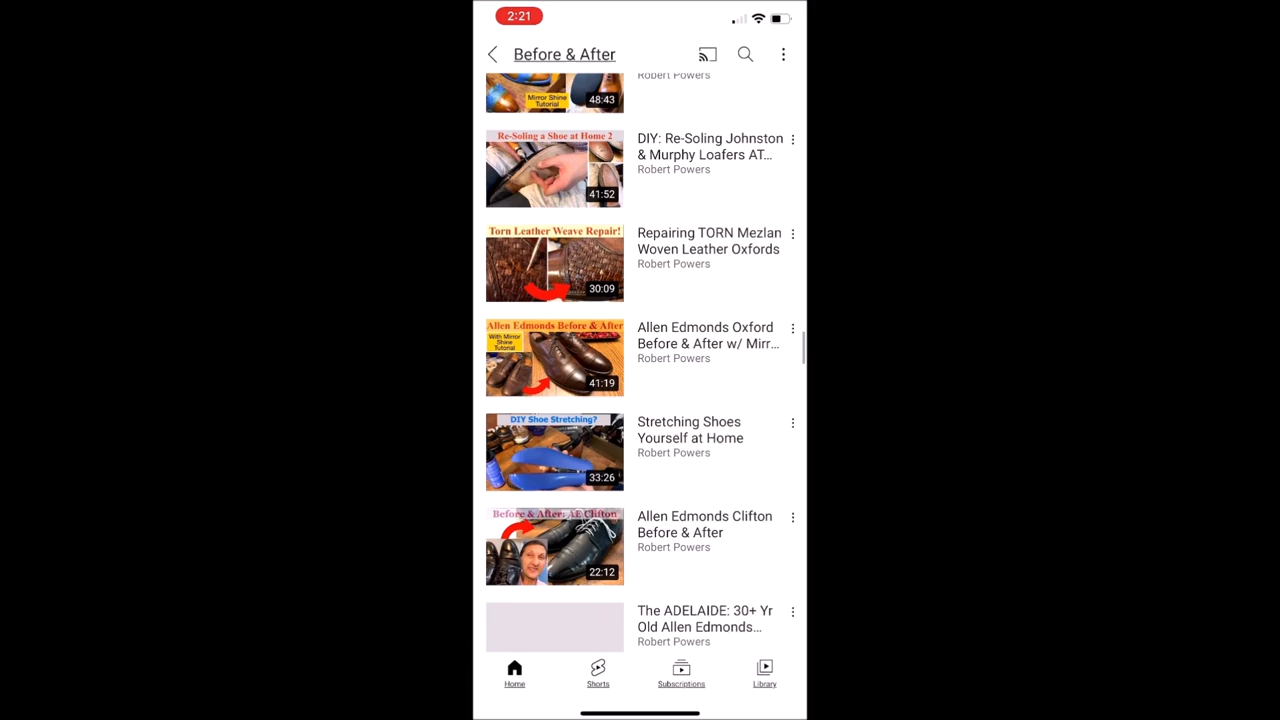 2:21
Before & After
Robert Powers
Mirror Shine
Tutorial
48:43
Re-Soling a Shoe at Home 2
41:52
DIY: Re-Soling Johnston
& Murphy Loafers AT...
Robert Powers
Torn Leather Weave Repair!
30:09
Repairing TORN Mezlan
Woven Leather Oxfords
Robert Powers
Allen Edmonds Before & After
With Mirror
Shine
Tutorial
41:19
Allen Edmonds Oxford
Before & After w/ Mirr...
Robert Powers
DIY Shoe Stretching?
33:26
Stretching Shoes
Yourself at Home
Robert Powers
Before & After: AE Clifton
22:12
Allen Edmonds Clifton
Before & After
Robert Powers
The ADELAIDE: 30+ Yr
Old Allen Edmonds...
Robert Powers
Home
Shorts
Subscriptions
Library